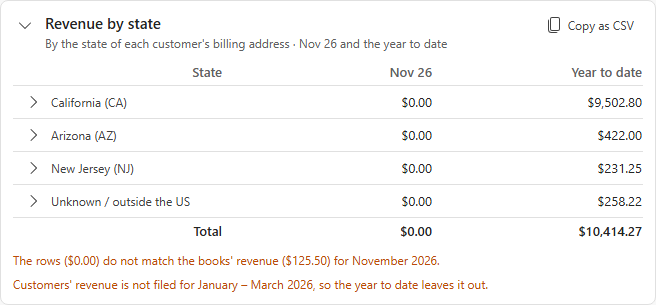 Revenue by state
Copy as CSV
By the state of each customer's billing address · Nov 26 and the year to date
State Nov 26 Year to date
California (CA) $0.00 $9,502.80
Arizona (AZ) $0.00 $422.00
New Jersey (NJ) $0.00 $231.25
Unknown / outside the US $0.00 $258.22
Total $0.00 $10,414.27
The rows ($0.00) do not match the books' revenue ($125.50) for November 2026.
Customers' revenue is not filed for January – March 2026, so the year to date leaves it out.